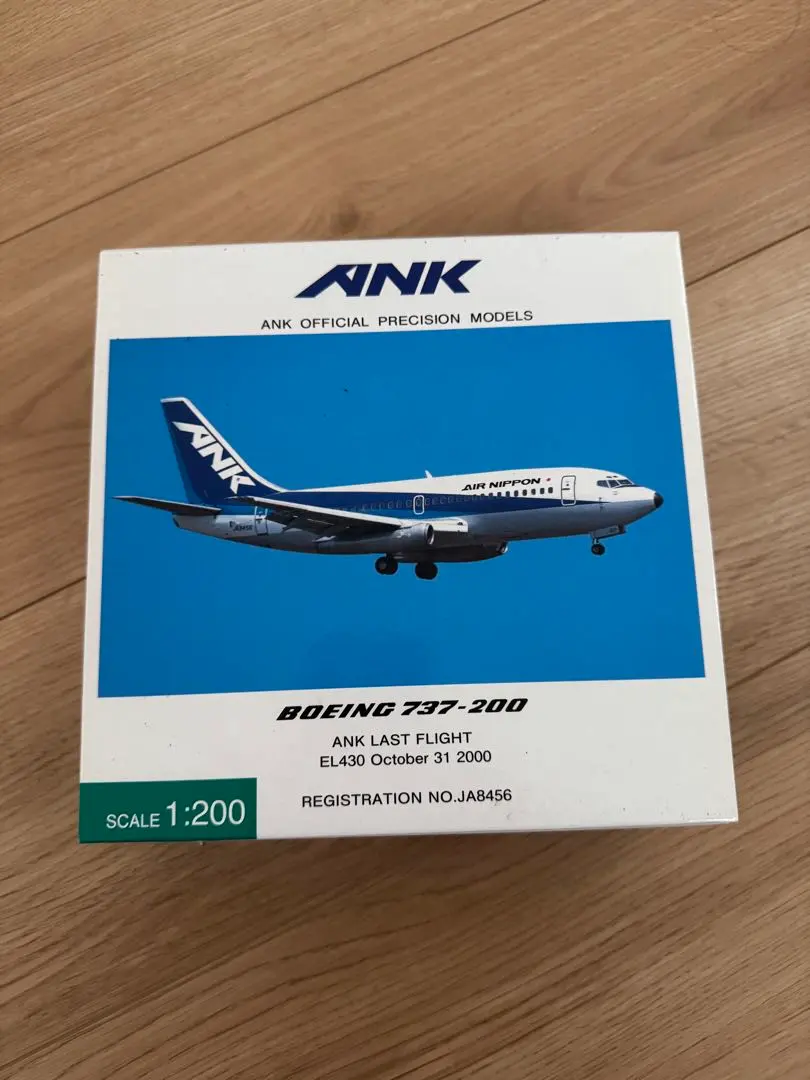 ANK
ANK OFFICIAL PRECISION MODELS
ANK
AIR NIPPON
JA8456
BOEING 737-200
ANK LAST FLIGHT
EL430 October 31 2000
REGISTRATION NO.JA8456
SCALE 1:200